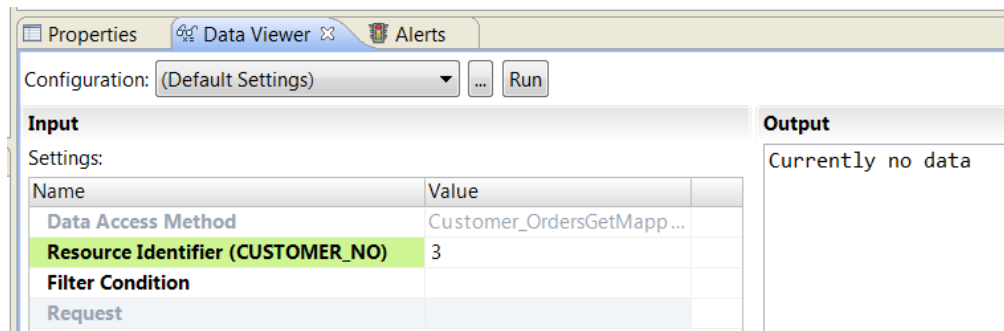 Properties Data Viewer Alerts
Configuration: (Default Settings) ... Run
Input Output
Settings: Currently no data
Name Value
Data Access Method Customer_OrdersGetMapp...
Resource Identifier (CUSTOMER_NO) 3
Filter Condition
Request